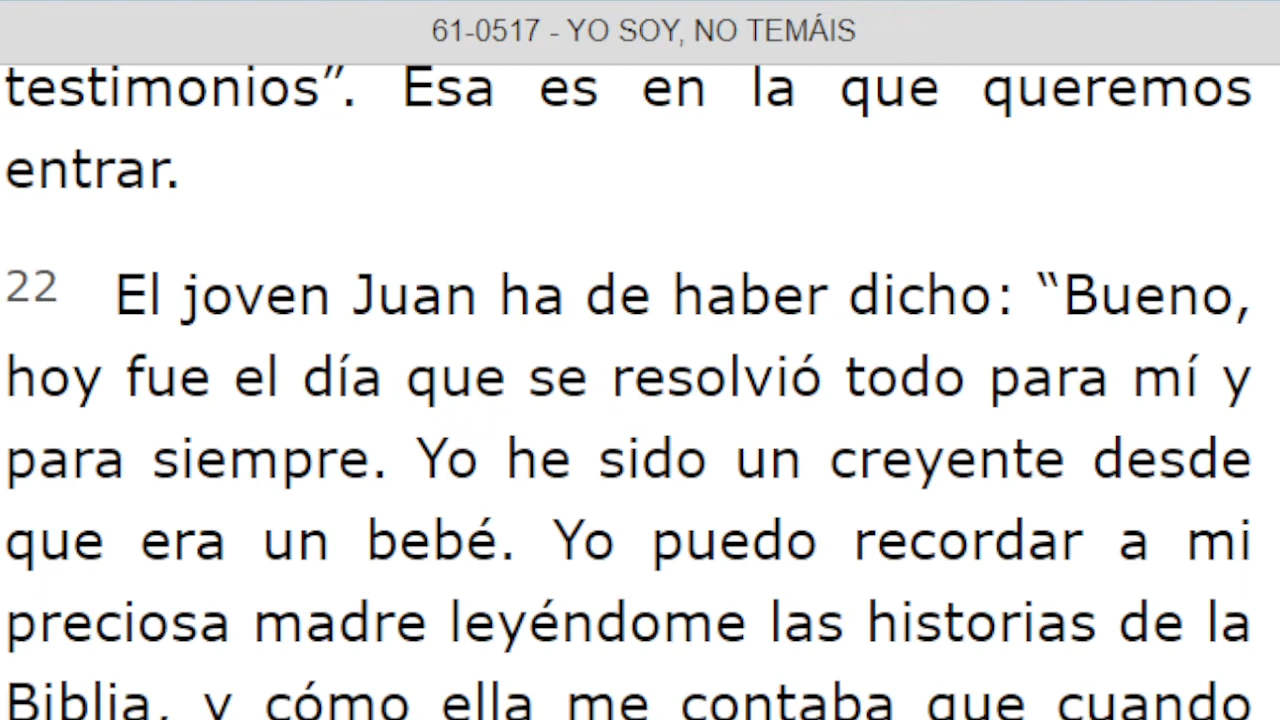 61-0517 - YO SOY, NO TEMÁIS
testimonios”. Esa es en la que queremos
entrar.
22 El joven Juan ha de haber dicho: “Bueno,
hoy fue el día que se resolvió todo para mí y
para siempre. Yo he sido un creyente desde
que era un bebé. Yo puedo recordar a mi
preciosa madre leyéndome las historias de la
Biblia, y cómo ella me contaba que cuando